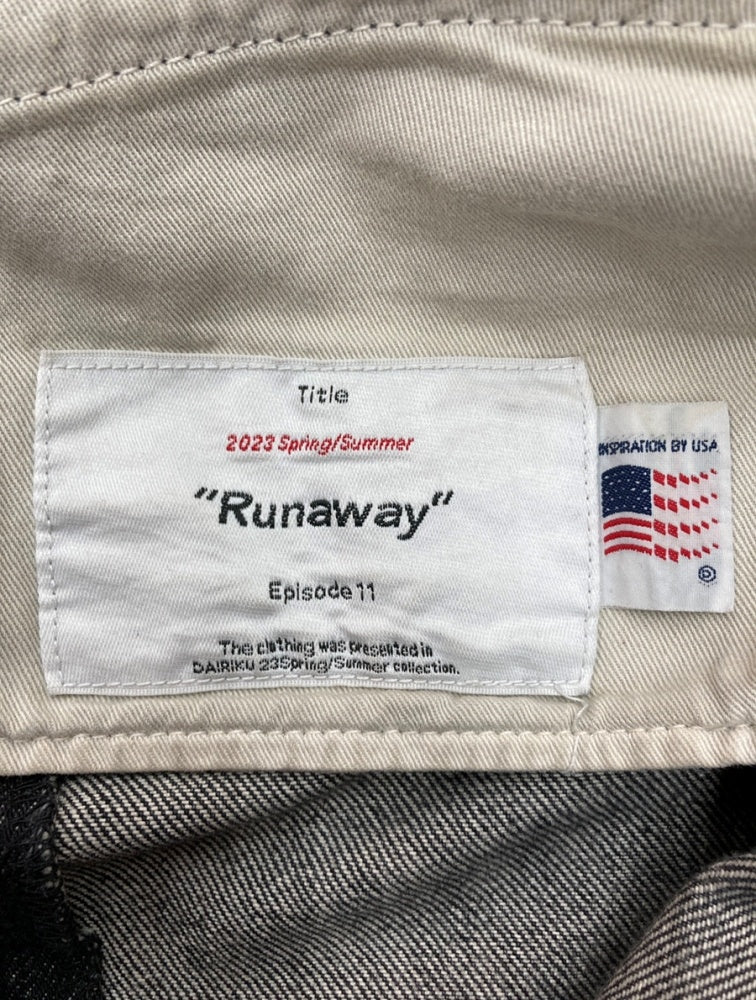 Title
2023 Spring/Summer
"Runaway"
Episode 11
The clothing was presented in
DAIRIKU 23Spring/Summer collection.
INSPIRATION BY USA